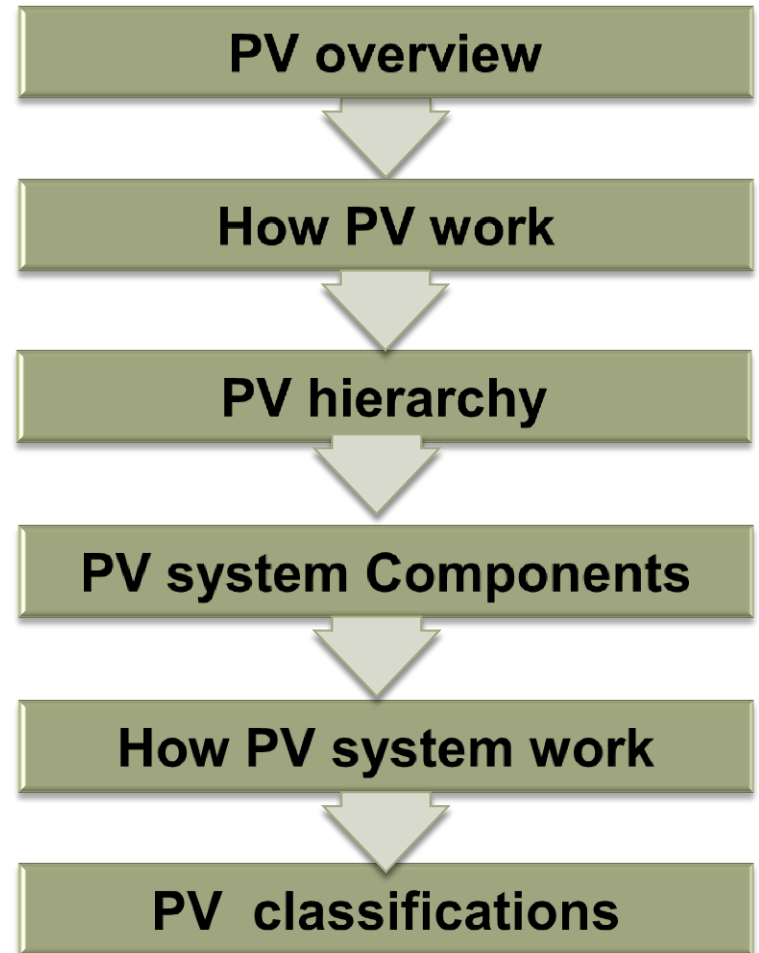 PV overview
How PV work
PV hierarchy
PV system Components
How PV system work
PV  classifications